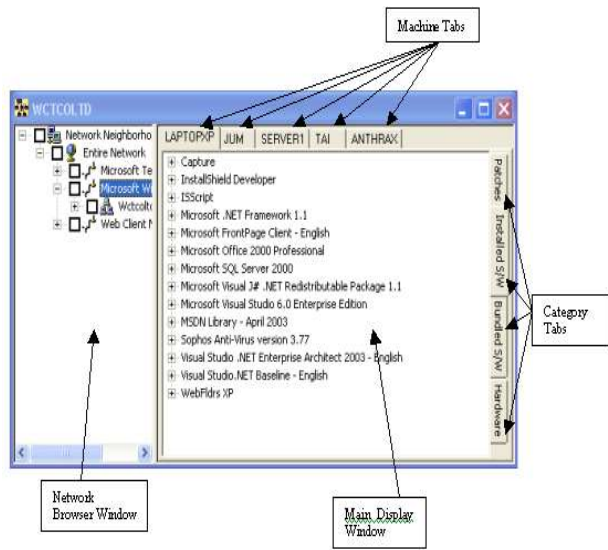 Machine Tabs
WCTCOLTD
Network Neighborho
Entire Network
Microsoft Te
Microsoft Wi
Wctcolto
Web Client N
LAPTOPXP JUM SERVER1 TAI ANTHRAX
Capture
InstallShield Developer
ISScript
Microsoft .NET Framework 1.1
Microsoft FrontPage Client - English
Microsoft Office 2000 Professional
Microsoft SQL Server 2000
Microsoft Visual J# .NET Redistributable Package 1.1
Microsoft Visual Studio 6.0 Enterprise Edition
MSDN Library - April 2003
Sophos Anti-Virus version 3.77
Visual Studio .NET Enterprise Architect 2003 - English
Visual Studio.NET Baseline - English
WebFldrs XP
Patches
Installed S/W
Bundled S/W
Hardware
Category
Tabs
Network
Browser Window
Main Display
Window